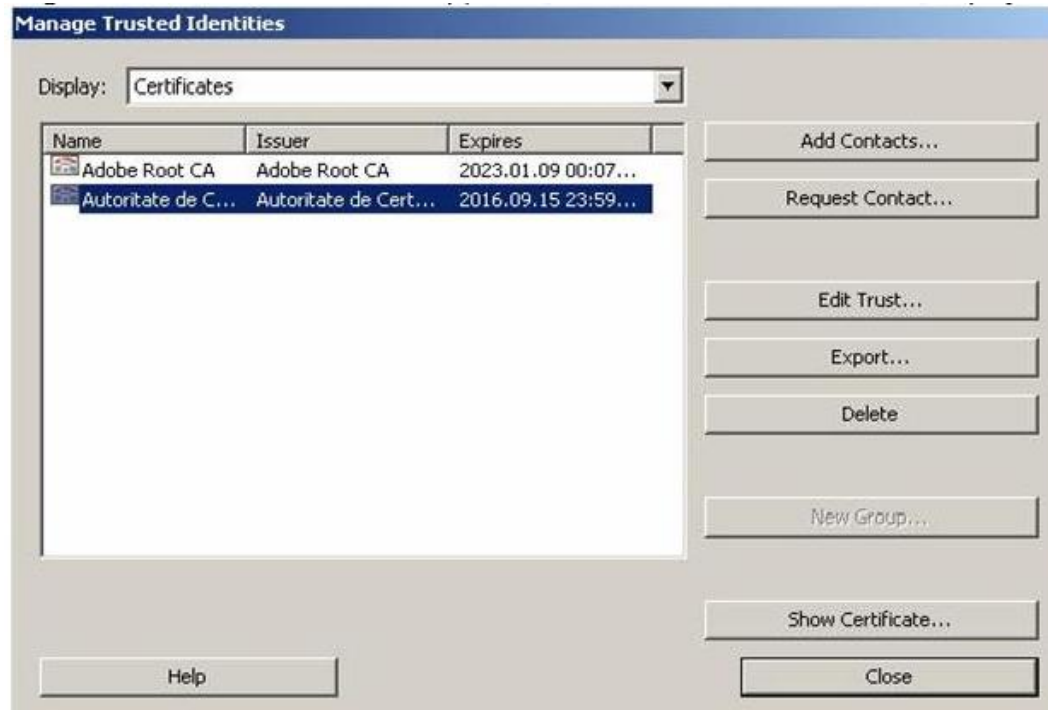 Manage Trusted Identities
Display: Certificates
Name Issuer Expires
Adobe Root CA Adobe Root CA 2023.01.09 00:07...
Autoritate de C... Autoritate de Cert... 2016.09.15 23:59...
Add Contacts...
Request Contact...
Edit Trust...
Export...
Delete
New Group...
Show Certificate...
Help
Close